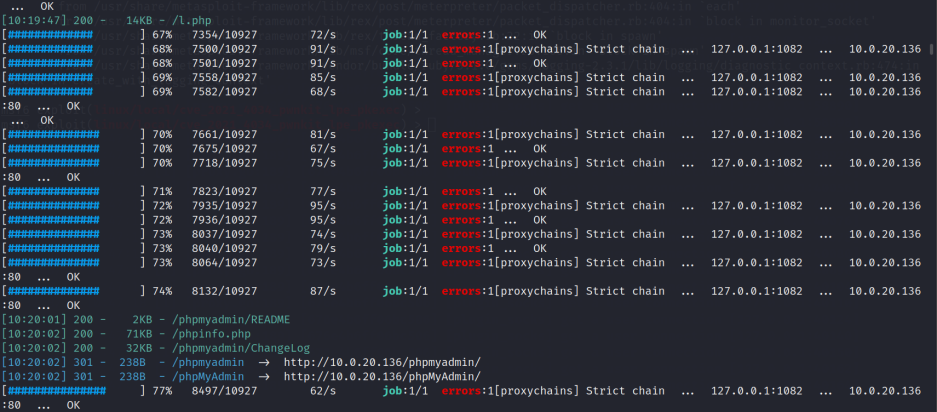 ... OK
[10:19:47] 200 - 14KB - /l.php
[############## ] 67% 7354/10927 72/s job:1/1 errors:1 ... OK
[############# ] 68% 7500/10927 91/s job:1/1 errors:1[proxychains] Strict chain ... 127.0.0.1:1082 ... 10.0.20.136
[############# ] 68% 7501/10927 91/s job:1/1 errors:1 ... OK
[############# ] 69% 7558/10927 85/s job:1/1 errors:1[proxychains] Strict chain ... 127.0.0.1:1082 ... 10.0.20.136
[############# ] 69% 7582/10927 68/s job:1/1 errors:1[proxychains] Strict chain ... 127.0.0.1:1082 ... 10.0.20.136
:80 ... OK
... OK
[############## ] 70% 7661/10927 81/s job:1/1 errors:1[proxychains] Strict chain ... 127.0.0.1:1082 ... 10.0.20.136
[############## ] 70% 7675/10927 67/s job:1/1 errors:1 ... OK
[############## ] 70% 7718/10927 75/s job:1/1 errors:1[proxychains] Strict chain ... 127.0.0.1:1082 ... 10.0.20.136
:80 ... OK
[############## ] 71% 7823/10927 77/s job:1/1 errors:1 ... OK
[############## ] 72% 7935/10927 95/s job:1/1 errors:1[proxychains] Strict chain ... 127.0.0.1:1082 ... 10.0.20.136
[############## ] 72% 7936/10927 95/s job:1/1 errors:1 ... OK
[############## ] 73% 8037/10927 74/s job:1/1 errors:1[proxychains] Strict chain ... 127.0.0.1:1082 ... 10.0.20.136
[############## ] 73% 8040/10927 79/s job:1/1 errors:1 ... OK
[############## ] 73% 8064/10927 73/s job:1/1 errors:1[proxychains] Strict chain ... 127.0.0.1:1082 ... 10.0.20.136
:80 ... OK
[############## ] 74% 8132/10927 87/s job:1/1 errors:1[proxychains] Strict chain ... 127.0.0.1:1082 ... 10.0.20.136
:80 ... OK
[10:20:01] 200 - 2KB - /phpmyadmin/README
[10:20:02] 200 - 71KB - /phpinfo.php
[10:20:02] 200 - 32KB - /phpmyadmin/ChangeLog
[10:20:02] 301 - 238B - /phpmyadmin → http://10.0.20.136/phpmyadmin/
[10:20:02] 301 - 238B - /phpMyAdmin → http://10.0.20.136/phpMyAdmin/
[############### ] 77% 8497/10927 62/s job:1/1 errors:1[proxychains] Strict chain ... 127.0.0.1:1082 ... 10.0.20.136
:80 ... OK